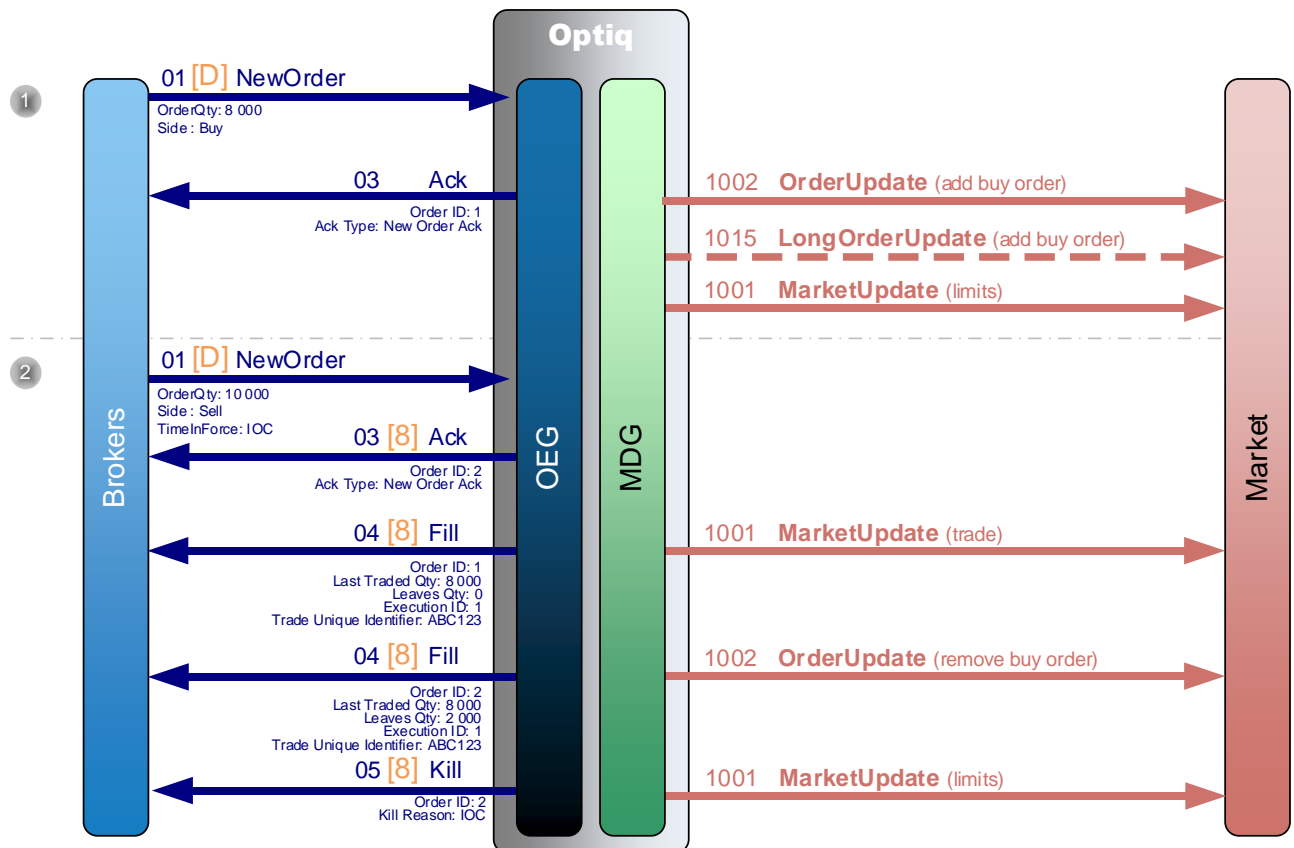 Optiq
1
01 [D] NewOrder
OrderQty: 8 000
Side : Buy
03 Ack
Order ID: 1
Ack Type: New Order Ack
1002 OrderUpdate (add buy order)
1015 LongOrderUpdate (add buy order)
1001 MarketUpdate (limits)
2
01 [D] NewOrder
OrderQty: 10 000
Side : Sell
TimeInForce: IOC
03 [8] Ack
Order ID: 2
Ack Type: New Order Ack
Brokers
OEG
MDG
Market
04 [8] Fill
Order ID: 1
Last Traded Qty: 8 000
Leaves Qty: 0
Execution ID: 1
Trade Unique Identifier: ABC123
1001 MarketUpdate (trade)
04 [8] Fill
Order ID: 2
Last Traded Qty: 8 000
Leaves Qty: 2 000
Execution ID: 1
Trade Unique Identifier: ABC123
1002 OrderUpdate (remove buy order)
05 [8] Kill
Order ID: 2
Kill Reason: IOC
1001 MarketUpdate (limits)